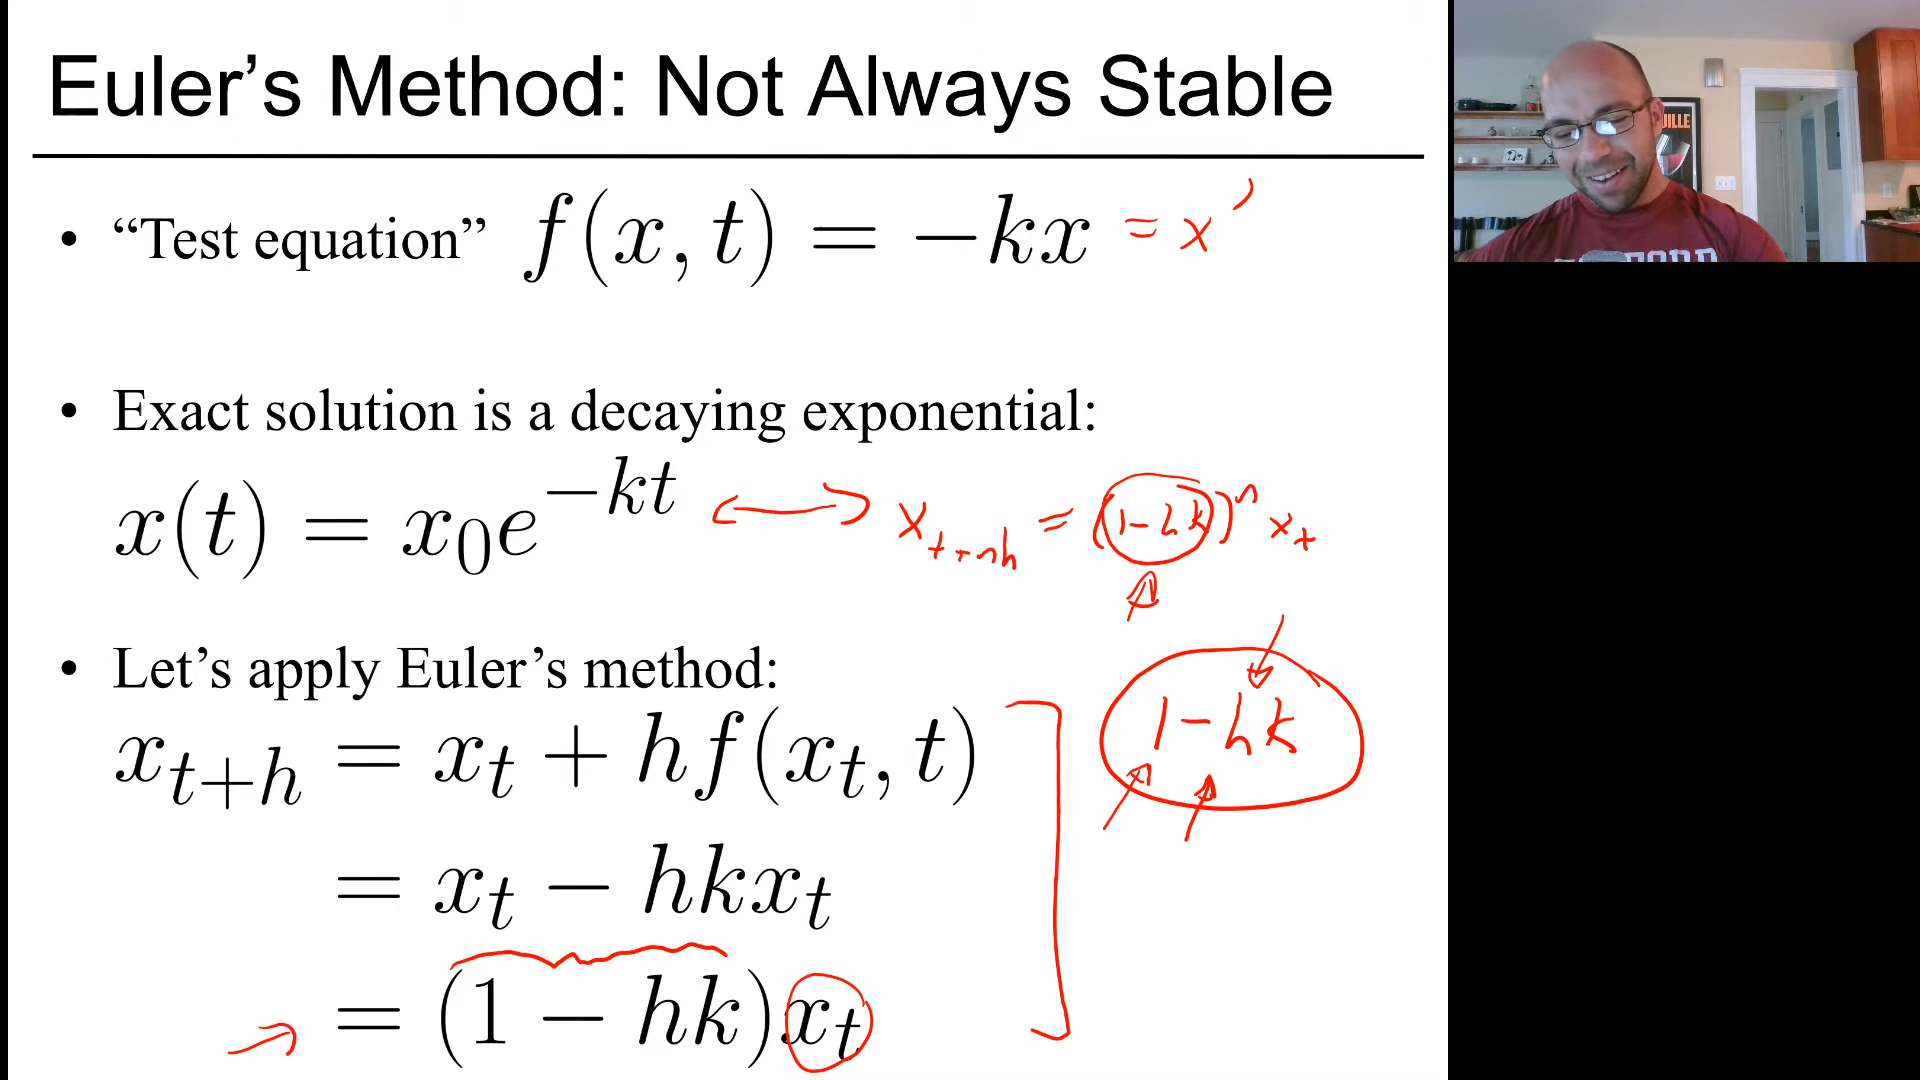 Euler’s Method: Not Always Stable
• “Test equation” f(x, t) = −kx = x′
• Exact solution is a decaying exponential:
x(t) = x₀e^{−kt} ⟷ x_{t+nh} = (1−hk)^n x_t
• Let’s apply Euler’s method:
x_{t+h} = x_t + hf(x_t, t)
1−hk
= x_t − hkx_t
= (1 − hk)x_t